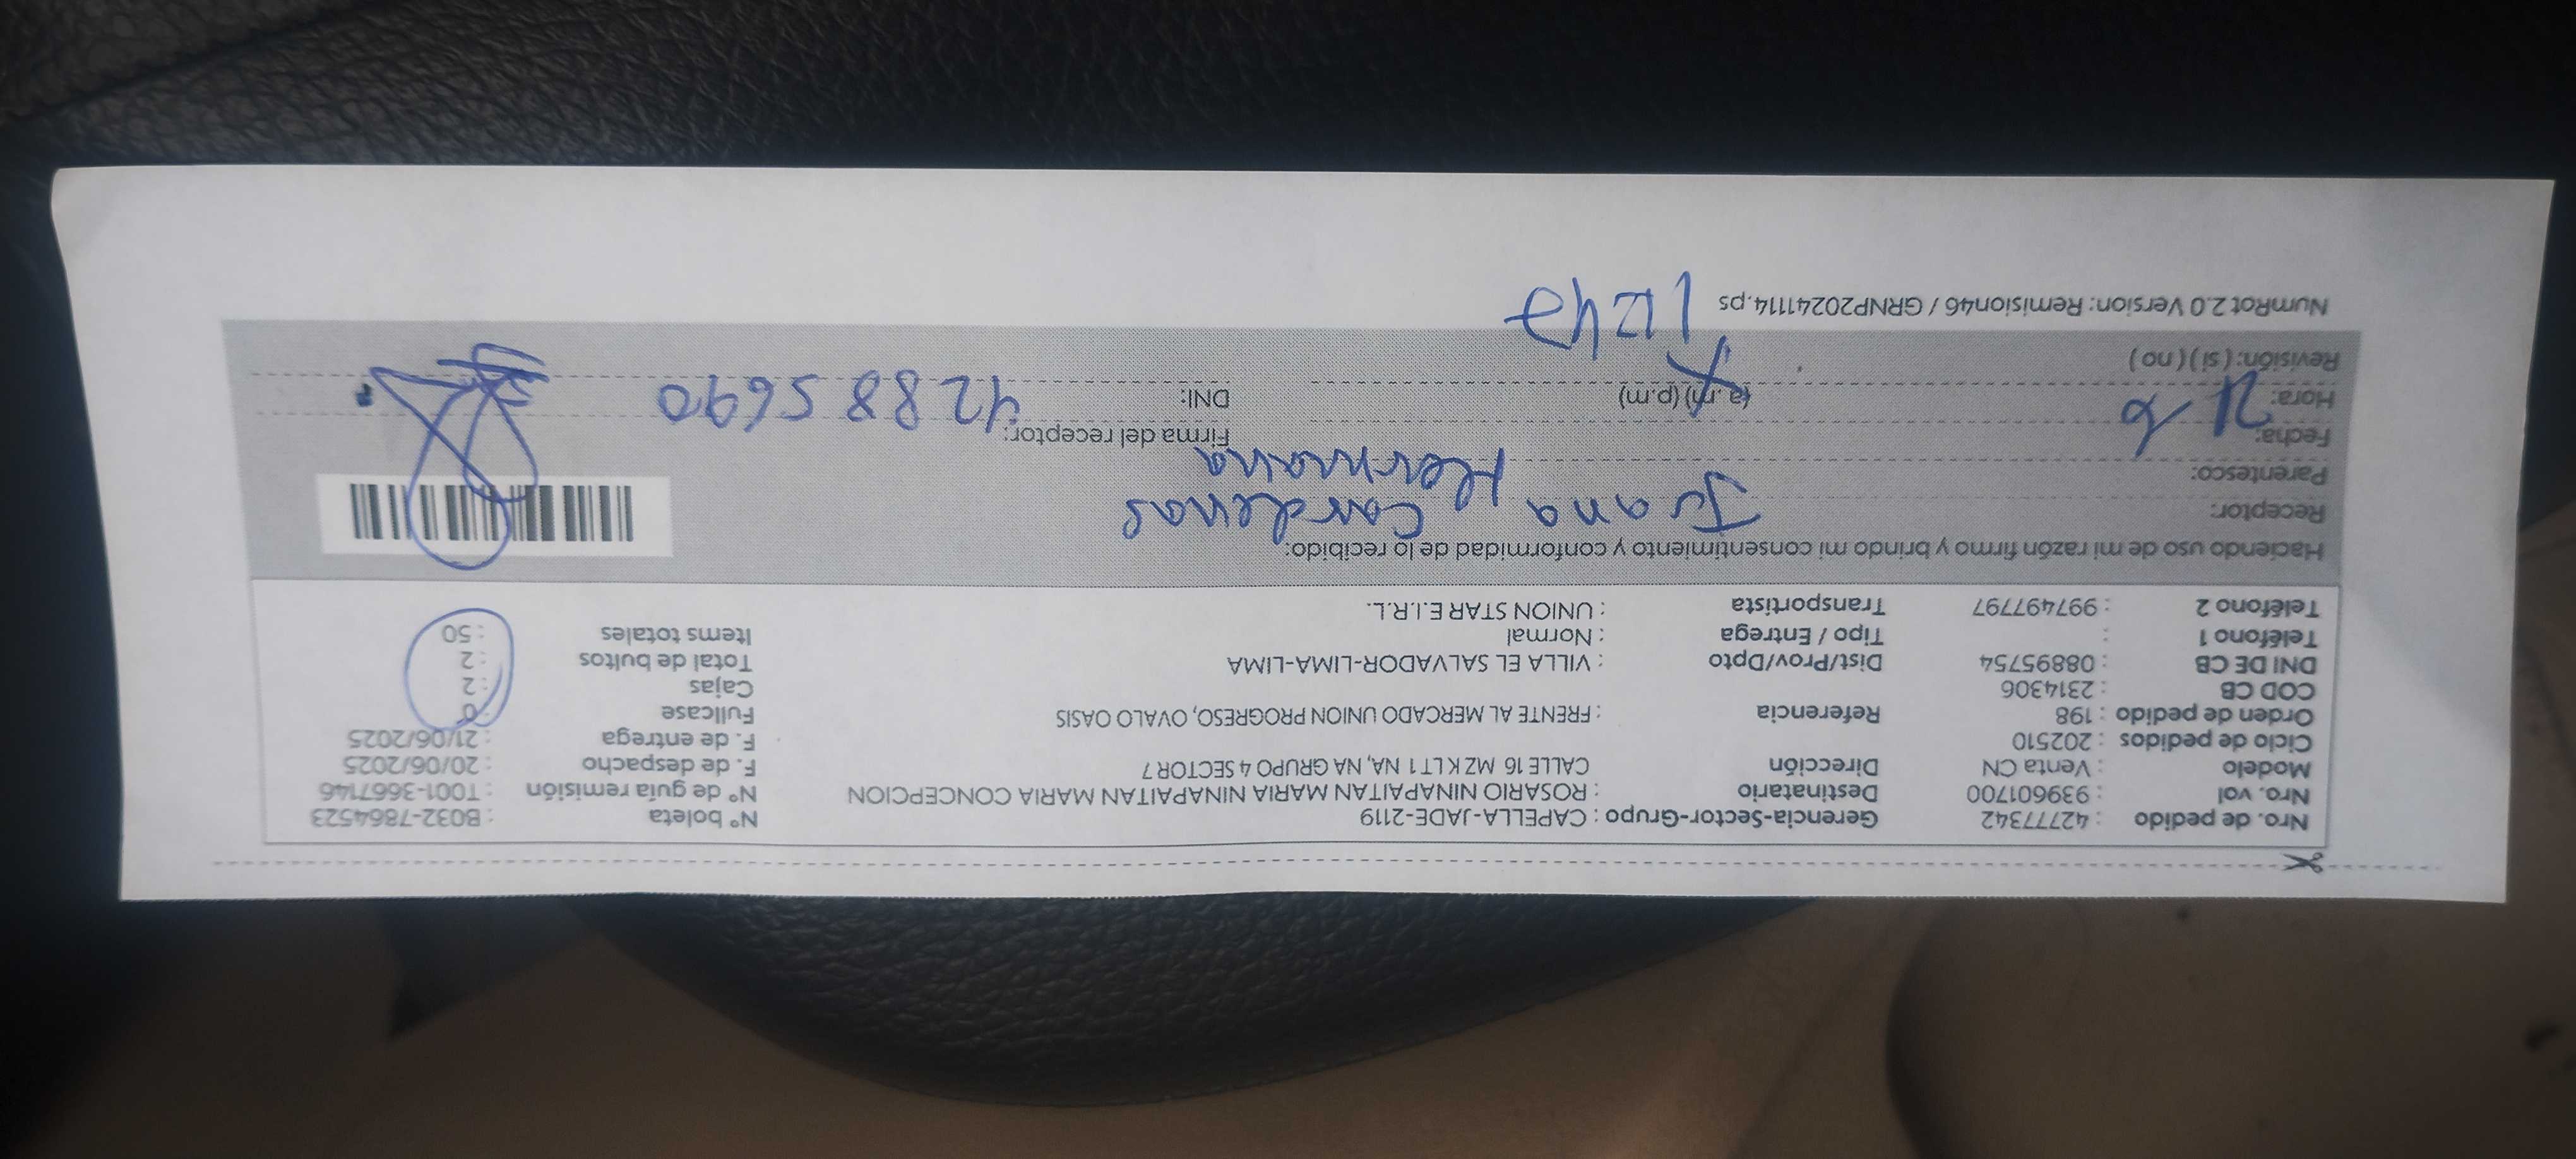 Nro. de pedido : 42777342 Gerencia-Sector-Grupo : CAPELLA-JADE-2119 N° boleta : B032-7864523
Nro. vol : 939601700 Destinatario : ROSARIO NINAPAITAN MARIA NINAPAITAN MARIA CONCEPCION N° de guía remisión : T001-3667146
Modelo : Venta CN Dirección CALLE 16 MZ K LT 1 NA, NA GRUPO 4 SECTOR 7 F. de despacho : 20/06/2025
Ciclo de pedidos : 202510 F. de entrega : 21/06/2025
Orden de pedido : 198 Referencia : FRENTE AL MERCADO UNION PROGRESO, OVALO OASIS Fullcase : 0
COD CB : 2314306 Cajas : 2
DNI DE CB : 08895754 Dist/Prov/Dpto : VILLA EL SALVADOR-LIMA-LIMA Total de bultos : 2
Teléfono 1 : Tipo / Entrega : Normal Items totales : 50
Teléfono 2 : 997497797 Transportista : UNION STAR E.I.R.L.
Haciendo uso de mi razón firmo y brindo mi consentimiento y conformidad de lo recibido:
Receptor: Juana Cardenas
Parentesco: Hermana
Fecha: 21 6 Firma del receptor:
Hora: (a.m) (p.m) DNI: 42885690
Revisión: ( si ) ( no )
NumRot 2.0 Version: Remision46 / GRNP20241114.ps